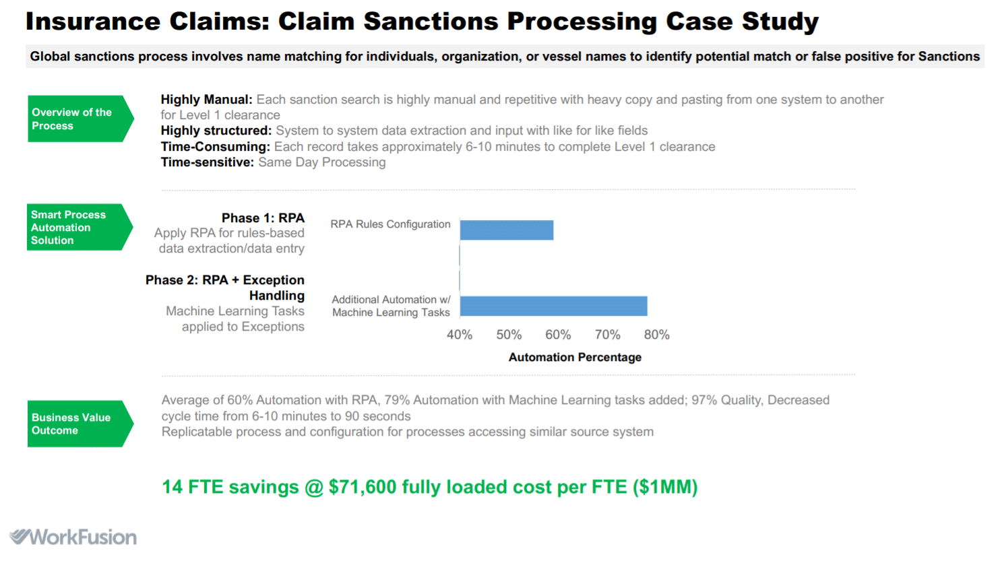 Insurance Claims: Claim Sanctions Processing Case Study
Global sanctions process involves name matching for individuals, organization, or vessel names to identify potential match or false positive for Sanctions
Overview of the
Process
Highly Manual: Each sanction search is highly manual and repetitive with heavy copy and pasting from one system to another
for Level 1 clearance
Highly structured: System to system data extraction and input with like for like fields
Time-Consuming: Each record takes approximately 6-10 minutes to complete Level 1 clearance
Time-sensitive: Same Day Processing
Smart Process
Automation
Solution
Phase 1: RPA
Apply RPA for rules-based
data extraction/data entry
Phase 2: RPA + Exception
Handling
Machine Learning Tasks
applied to Exceptions
RPA Rules Configuration
Additional Automation w/
Machine Learning Tasks
40% 50% 60% 70% 80%
Automation Percentage
Business Value
Outcome
Average of 60% Automation with RPA, 79% Automation with Machine Learning tasks added; 97% Quality, Decreased
cycle time from 6-10 minutes to 90 seconds
Replicatable process and configuration for processes accessing similar source system
14 FTE savings @ $71,600 fully loaded cost per FTE ($1MM)
WorkFusion